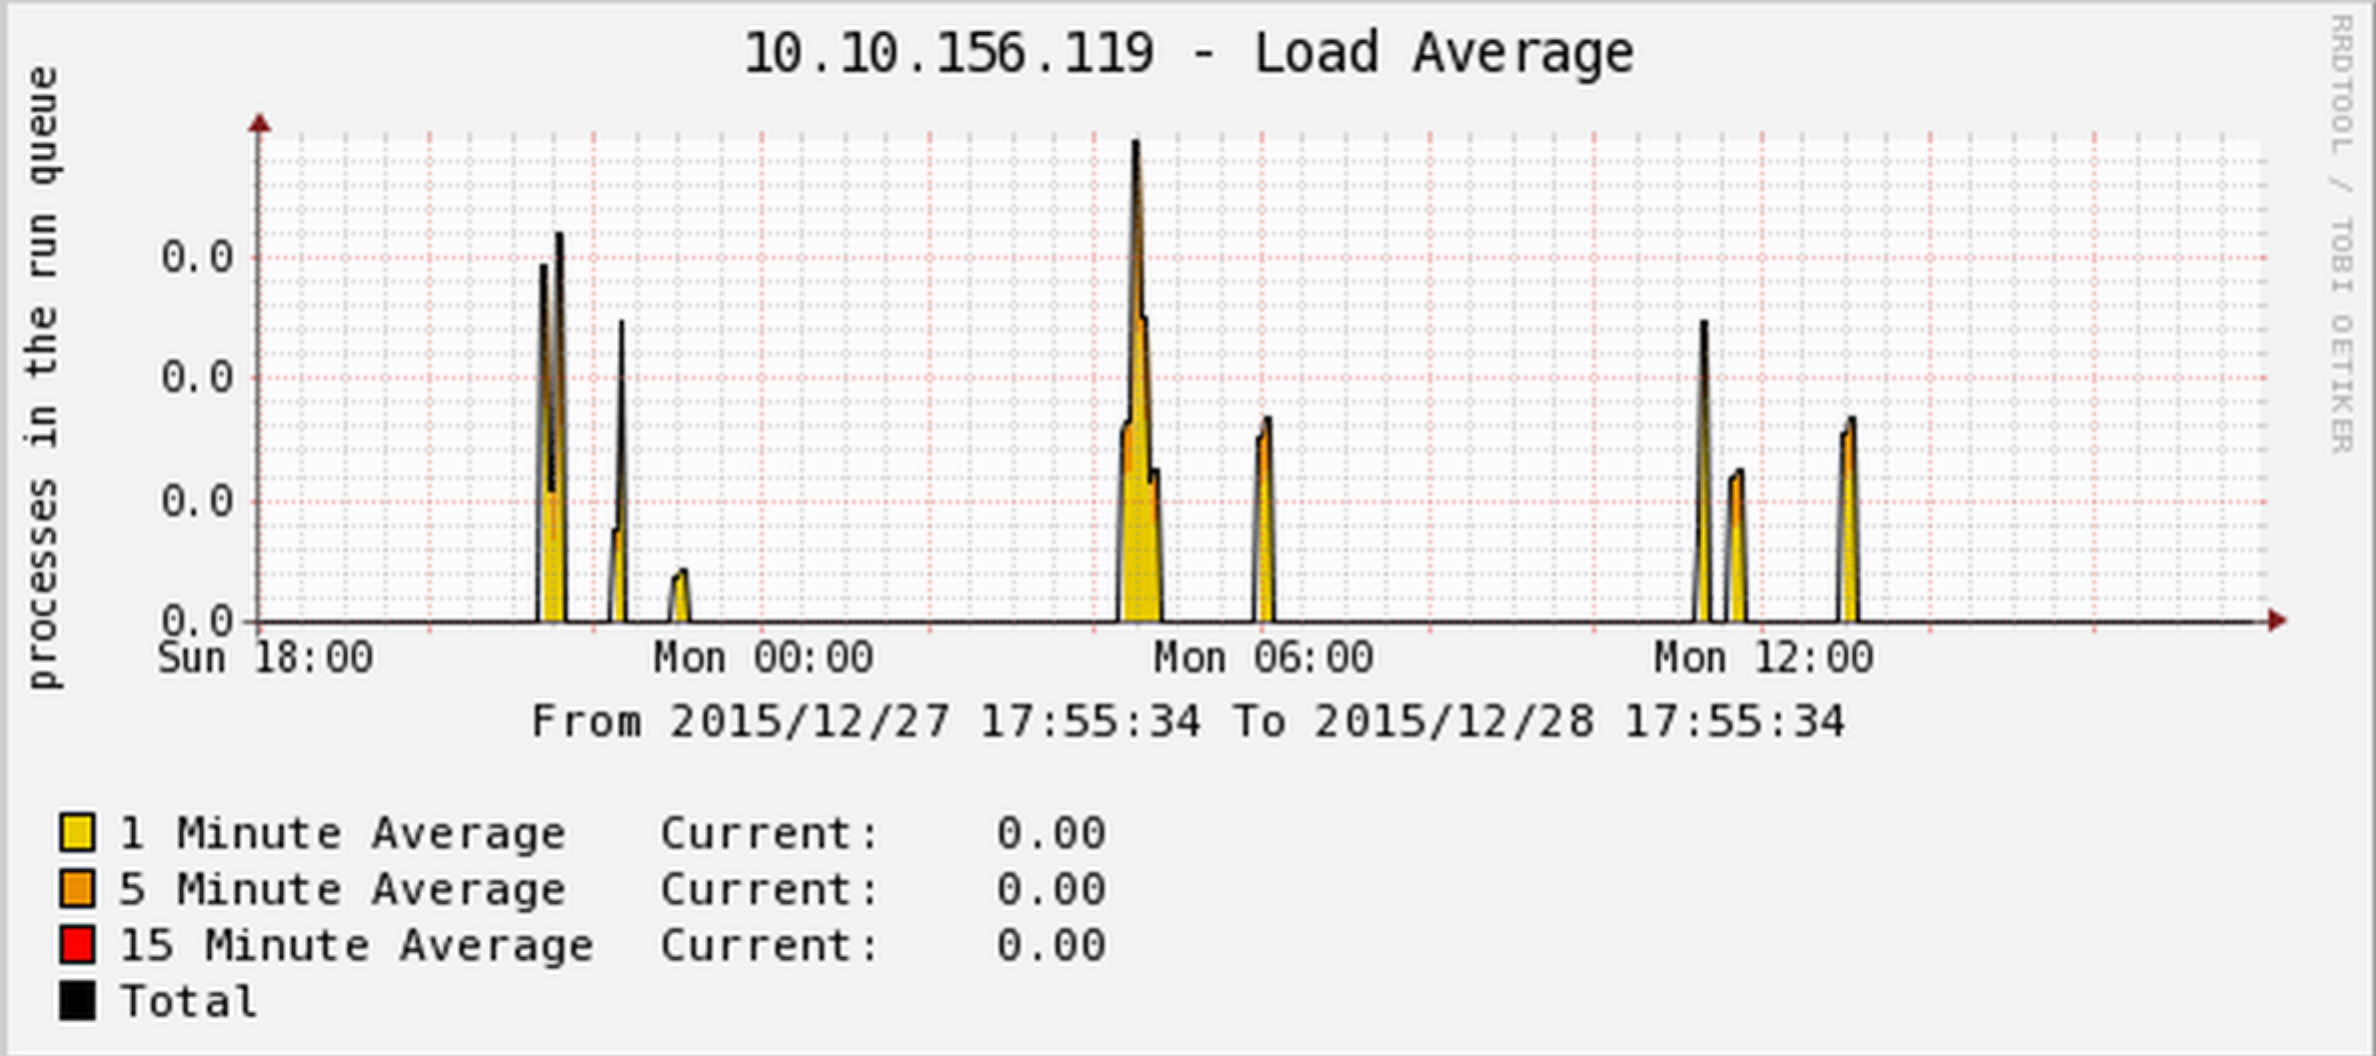 10.10.156.119 - Load Average
RRDTOOL / TOBI OETIKER
processes in the run queue
0.0
0.0
0.0
0.0
Sun 18:00 Mon 00:00 Mon 06:00 Mon 12:00
From 2015/12/27 17:55:34 To 2015/12/28 17:55:34
1 Minute Average Current: 0.00
5 Minute Average Current: 0.00
15 Minute Average Current: 0.00
Total